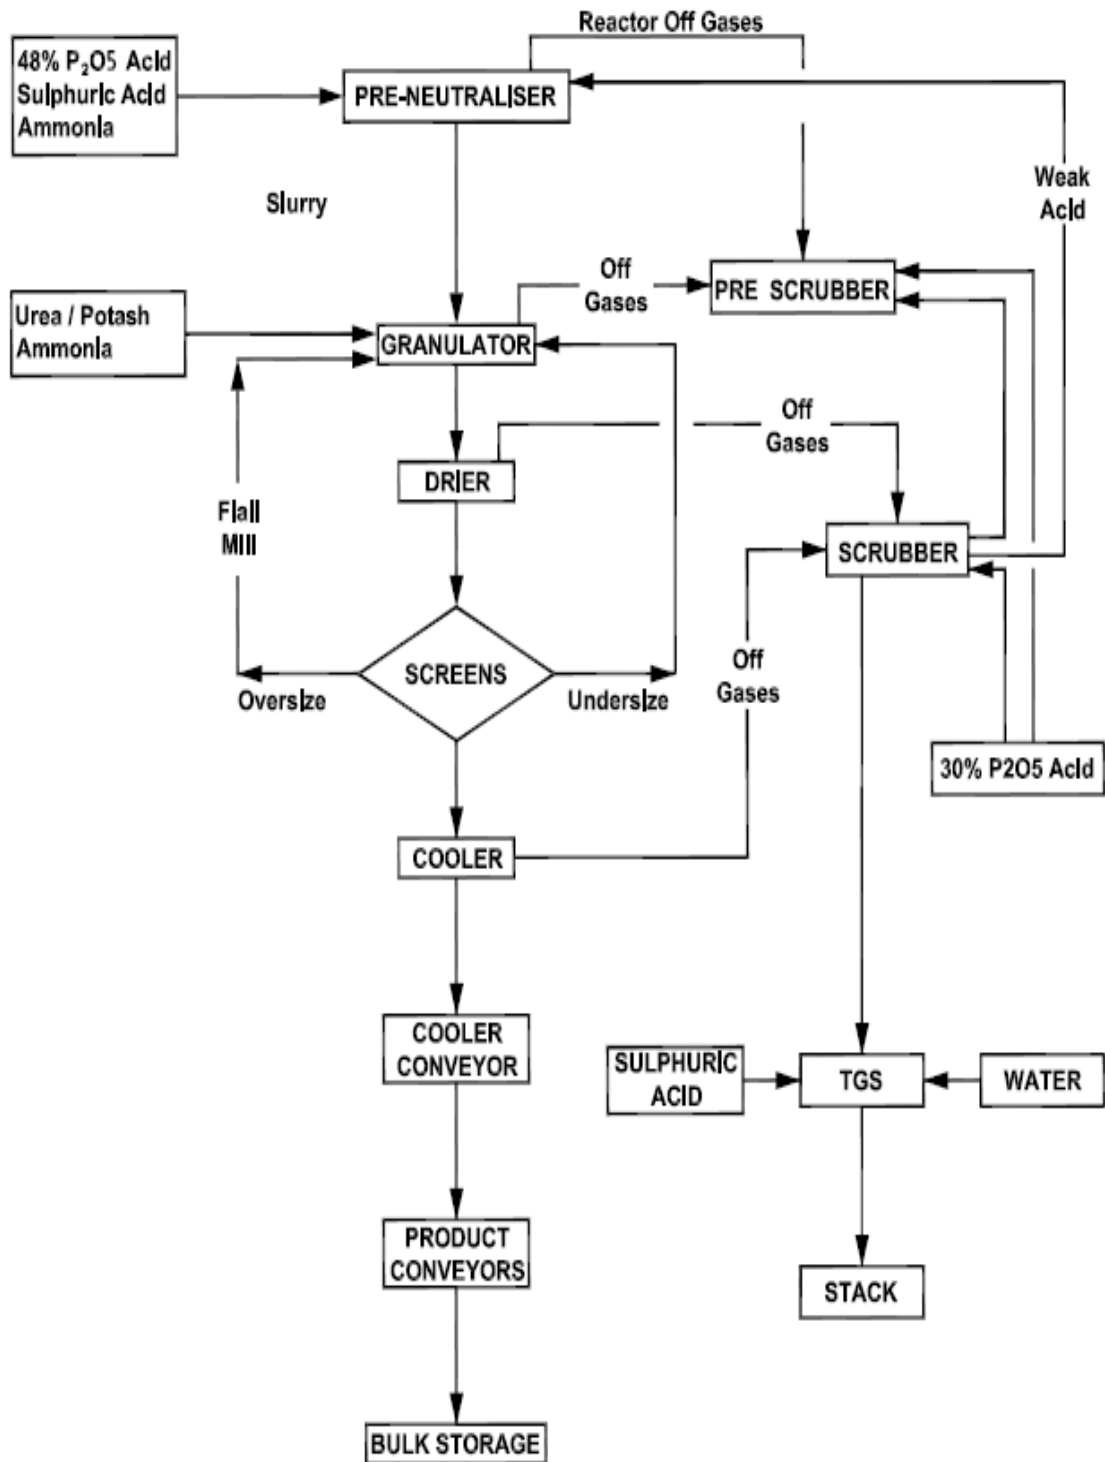 Reactor Off Gases
48% P₂O5 Acid
Sulphuric Acid
Ammonia
PRE-NEUTRALISER
Weak
Acid
Slurry
Off
Gases
PRE SCRUBBER
Urea / Potash
Ammonia
GRANULATOR
Off
Gases
DRIER
Flall
Mill
SCRUBBER
SCREENS
Off
Gases
Oversize
Undersize
30% P2O5 Acid
COOLER
COOLER
CONVEYOR
SULPHURIC
ACID
TGS
WATER
PRODUCT
CONVEYORS
STACK
BULK STORAGE